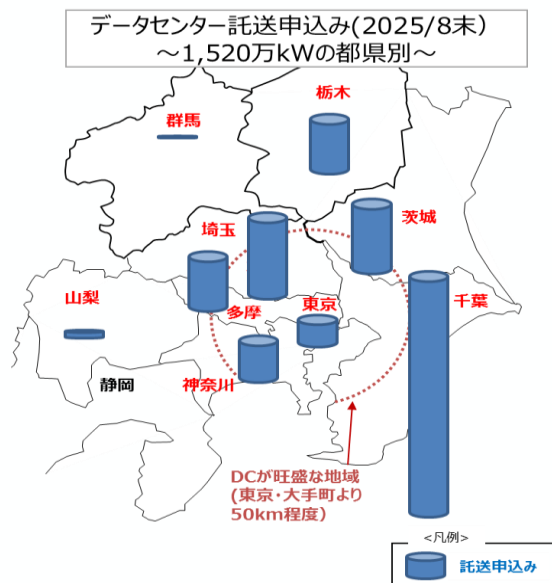 データセンター託送申込み(2025/8末）
～1,520万kWの都県別～
栃木
群馬
茨城
埼玉
山梨
千葉
多摩
東京
静岡
神奈川
DCが旺盛な地域
(東京・大手町より
50km程度）
<凡例>
託送申込み